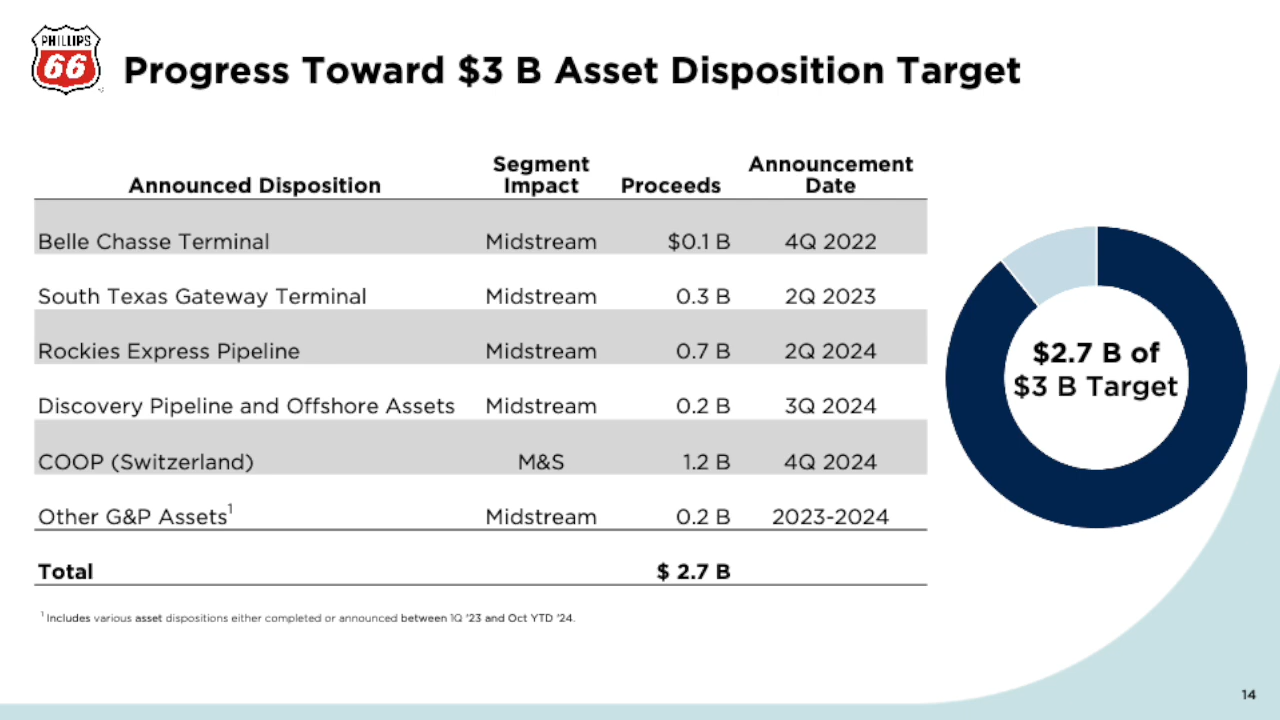 PHILLIPS
66
Progress Toward $3 B Asset Disposition Target
Announced Disposition Segment Impact Proceeds Announcement Date
Belle Chasse Terminal Midstream $0.1 B 4Q 2022
South Texas Gateway Terminal Midstream 0.3 B 2Q 2023
Rockies Express Pipeline Midstream 0.7 B 2Q 2024
Discovery Pipeline and Offshore Assets Midstream 0.2 B 3Q 2024
COOP (Switzerland) M&S 1.2 B 4Q 2024
Other G&P Assets1 Midstream 0.2 B 2023-2024
Total $ 2.7 B
1 Includes various asset dispositions either completed or announced between 1Q '23 and Oct YTD '24.
$2.7 B of
$3 B Target
14